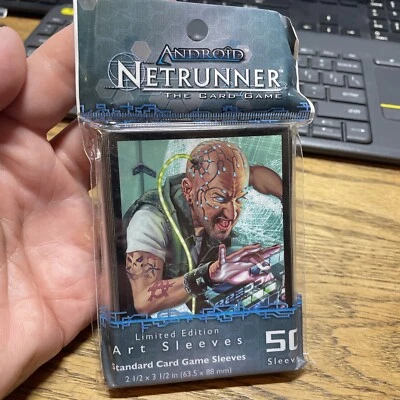 ANDROID
NETRUNNER
THE CARD GAME
Limited Edition
Art Sleeves
Standard Card Game Sleeves
2 1/2 x 3 1/2 in (63.5 x 88 mm)
50
Sleeves